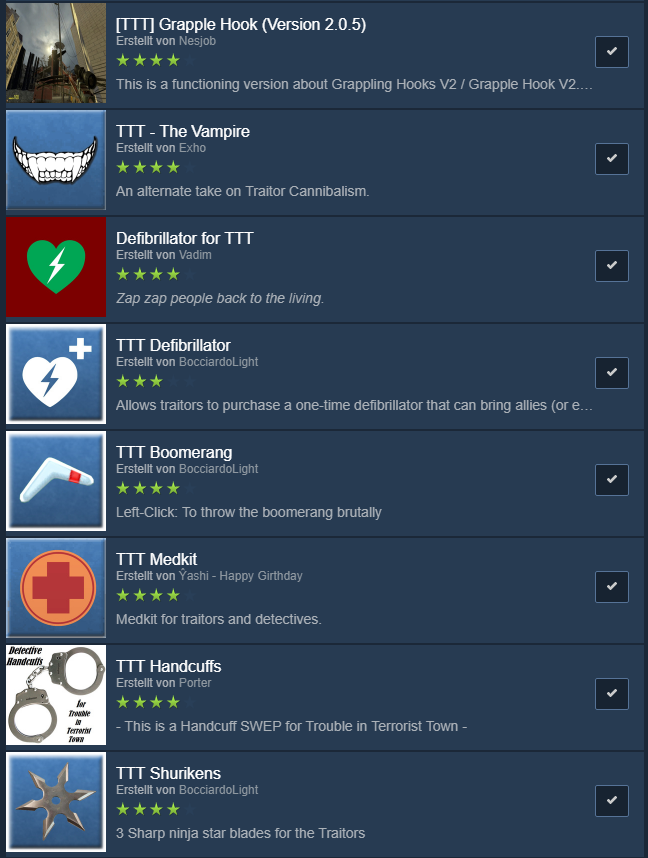 [TTT] Grapple Hook (Version 2.0.5)
Erstellt von Nesjob
This is a functioning version about Grappling Hooks V2 / Grapple Hook V2....
TTT - The Vampire
Erstellt von Exho
An alternate take on Traitor Cannibalism.
Defibrillator for TTT
Erstellt von Vadim
Zap zap people back to the living.
TTT Defibrillator
Erstellt von BocciardoLight
Allows traitors to purchase a one-time defibrillator that can bring allies (or e...
TTT Boomerang
Erstellt von BocciardoLight
Left-Click: To throw the boomerang brutally
TTT Medkit
Erstellt von Yashi - Happy Girthday
Medkit for traitors and detectives.
Detective
Handcuffs
for
Trouble
in
Terrorist
Town
TTT Handcuffs
Erstellt von Porter
- This is a Handcuff SWEP for Trouble in Terrorist Town -
TTT Shurikens
Erstellt von BocciardoLight
3 Sharp ninja star blades for the Traitors